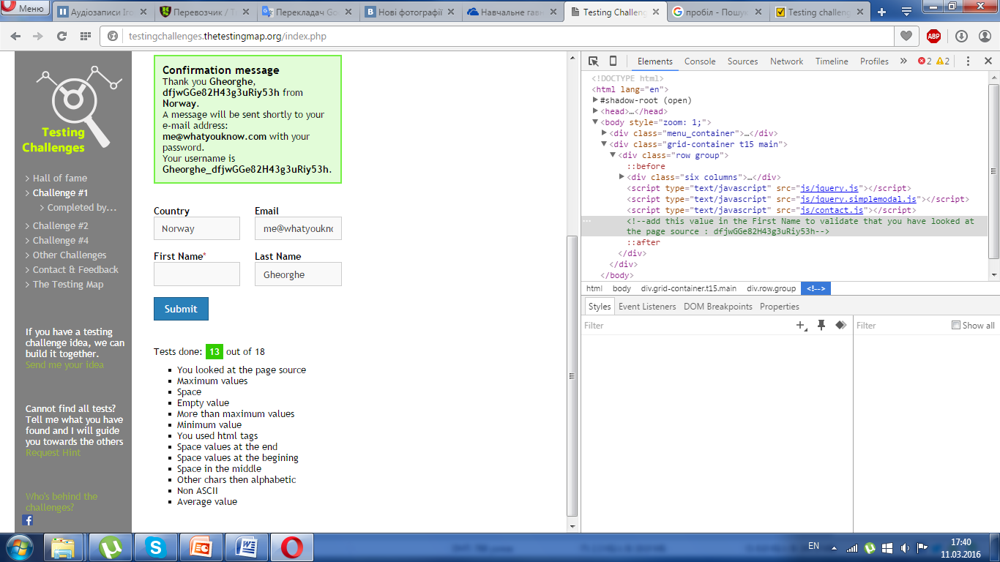 Меню
Аудіозаписи Іго
Перевозчик / Тr
Перекладач Go
Нові фотографії
Навчальне гавн
Testing Challeng
пробіл - Пошук
Testing challeng
testingchallenges.thetestingmap.org/index.php
ABP
Testing
Challenges
Hall of fame
Challenge #1
Completed by...
Challenge #2
Challenge #4
Other Challenges
Contact & Feedback
The Testing Map
If you have a testing
challenge idea, we can
build it together.
Send me your idea
Cannot find all tests?
Tell me what you have
found and I will guide
you towards the others
Request Hint
Who's behind the
challenges?
Confirmation message
Thank you Gheorghe,
dfjwGGe82H43g3uRiy53h from
Norway.
A message will be sent shortly to your
e-mail address:
me@whatyouknow.com with your
password.
Your username is
Gheorghe_dfjwGGe82H43g3uRiy53h.
Country Email
Norway me@whatyoukno
First Name* Last Name
Gheorghe
Submit
Tests done: 13 out of 18
You looked at the page source
Maximum values
Space
Empty value
More than maximum values
Minimum value
You used html tags
Space values at the end
Space values at the begining
Space in the middle
Other chars then alphabetic
Non ASCII
Average value
Elements Console Sources Network Timeline Profiles » 2 2
<!DOCTYPE html>
<html lang="en">
#shadow-root (open)
<head>…</head>
<body style="zoom: 1;">
<div class="menu_container">…</div>
<div class="grid-container t15 main">
<div class="row group">
::before
<div class="six columns">…</div>
<script type="text/javascript" src="js/jquery.js"></script>
<script type="text/javascript" src="js/jquery.simplemodal.js"></script>
<script type="text/javascript" src="js/contact.js"></script>
<!--add this value in the First Name to validate that you have looked at
the page source : dfjwGGe82H43g3uRiy53h-->
::after
</div>
</div>
</body>
html body div.grid-container.t15.main div.row.group <!-->
Styles Event Listeners DOM Breakpoints Properties
Filter Filter Show all
EN 17:40
11.03.2016